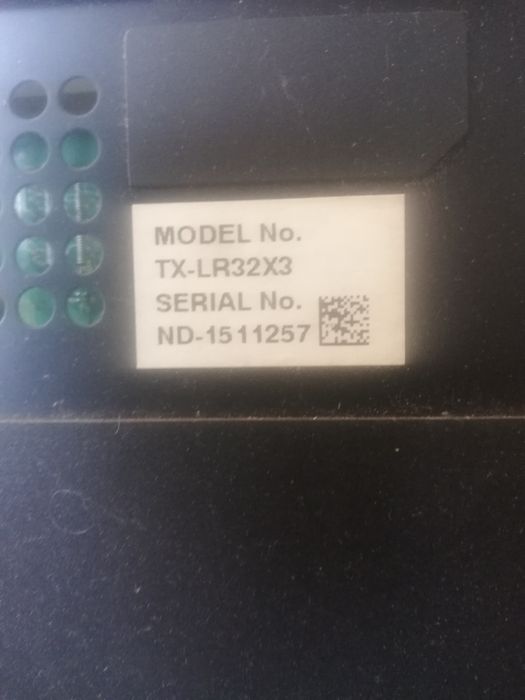 MODEL No.
TX-LR32X3
SERIAL No.
ND-1511257